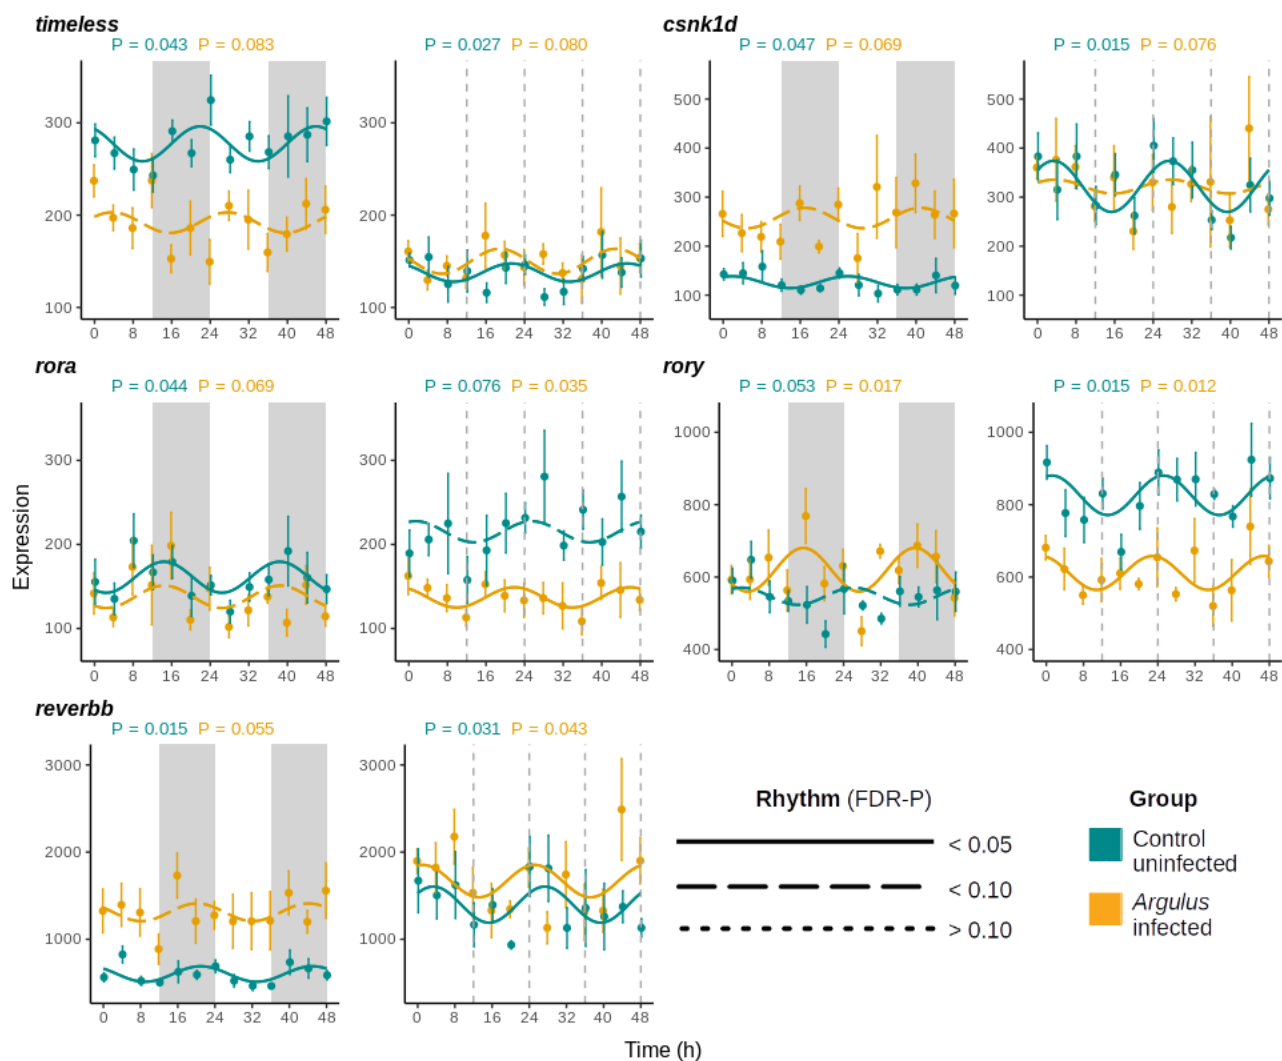 timeless
P = 0.043 P = 0.083
300
200
100
0 8 16 24 32 40 48
P = 0.027 P = 0.080
300
200
100
0 8 16 24 32 40 48
csnk1d
P = 0.047 P = 0.069
500
400
300
200
100
0 8 16 24 32 40 48
P = 0.015 P = 0.076
500
400
300
200
100
0 8 16 24 32 40 48
rora
P = 0.044 P = 0.069
300
200
100
0 8 16 24 32 40 48
P = 0.076 P = 0.035
300
200
100
0 8 16 24 32 40 48
rory
P = 0.053 P = 0.017
1000
800
600
400
0 8 16 24 32 40 48
P = 0.015 P = 0.012
1000
800
600
400
0 8 16 24 32 40 48
Expression
reverbb
P = 0.015 P = 0.055
3000
2000
1000
0 8 16 24 32 40 48
P = 0.031 P = 0.043
3000
2000
1000
0 8 16 24 32 40 48
Rhythm (FDR-P)
< 0.05
< 0.10
> 0.10
Group
Control
uninfected
Argulus
infected
Time (h)